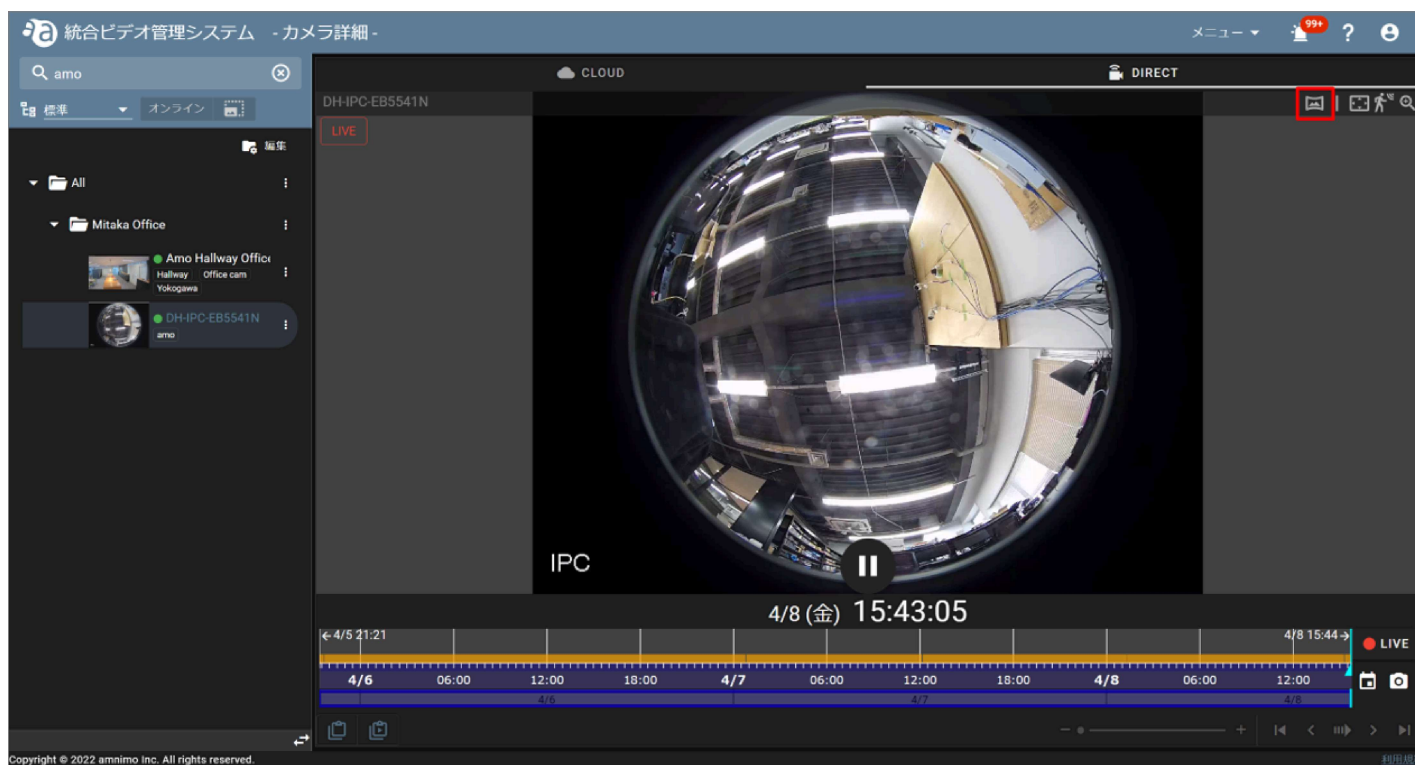 統合ビデオ管理システム - カメラ詳細 -
メニュー
99+
?
amo
標準
オンライン
編集
All
Mitaka Office
Amo Hallway Office
Hallway Office cam
Yokogawa
DH-IPC-EB5541N
amo
CLOUD
DIRECT
DH-IPC-EB5541N
LIVE
IPC
4/8 (金) 15:43:05
4/5 21:21
4/8 15:44
LIVE
4/6 06:00 12:00 18:00 4/7 06:00 12:00 18:00 4/8 06:00 12:00
4/6 4/7 4/8
Copyright © 2022 amnimo Inc. All rights reserved.
利用規